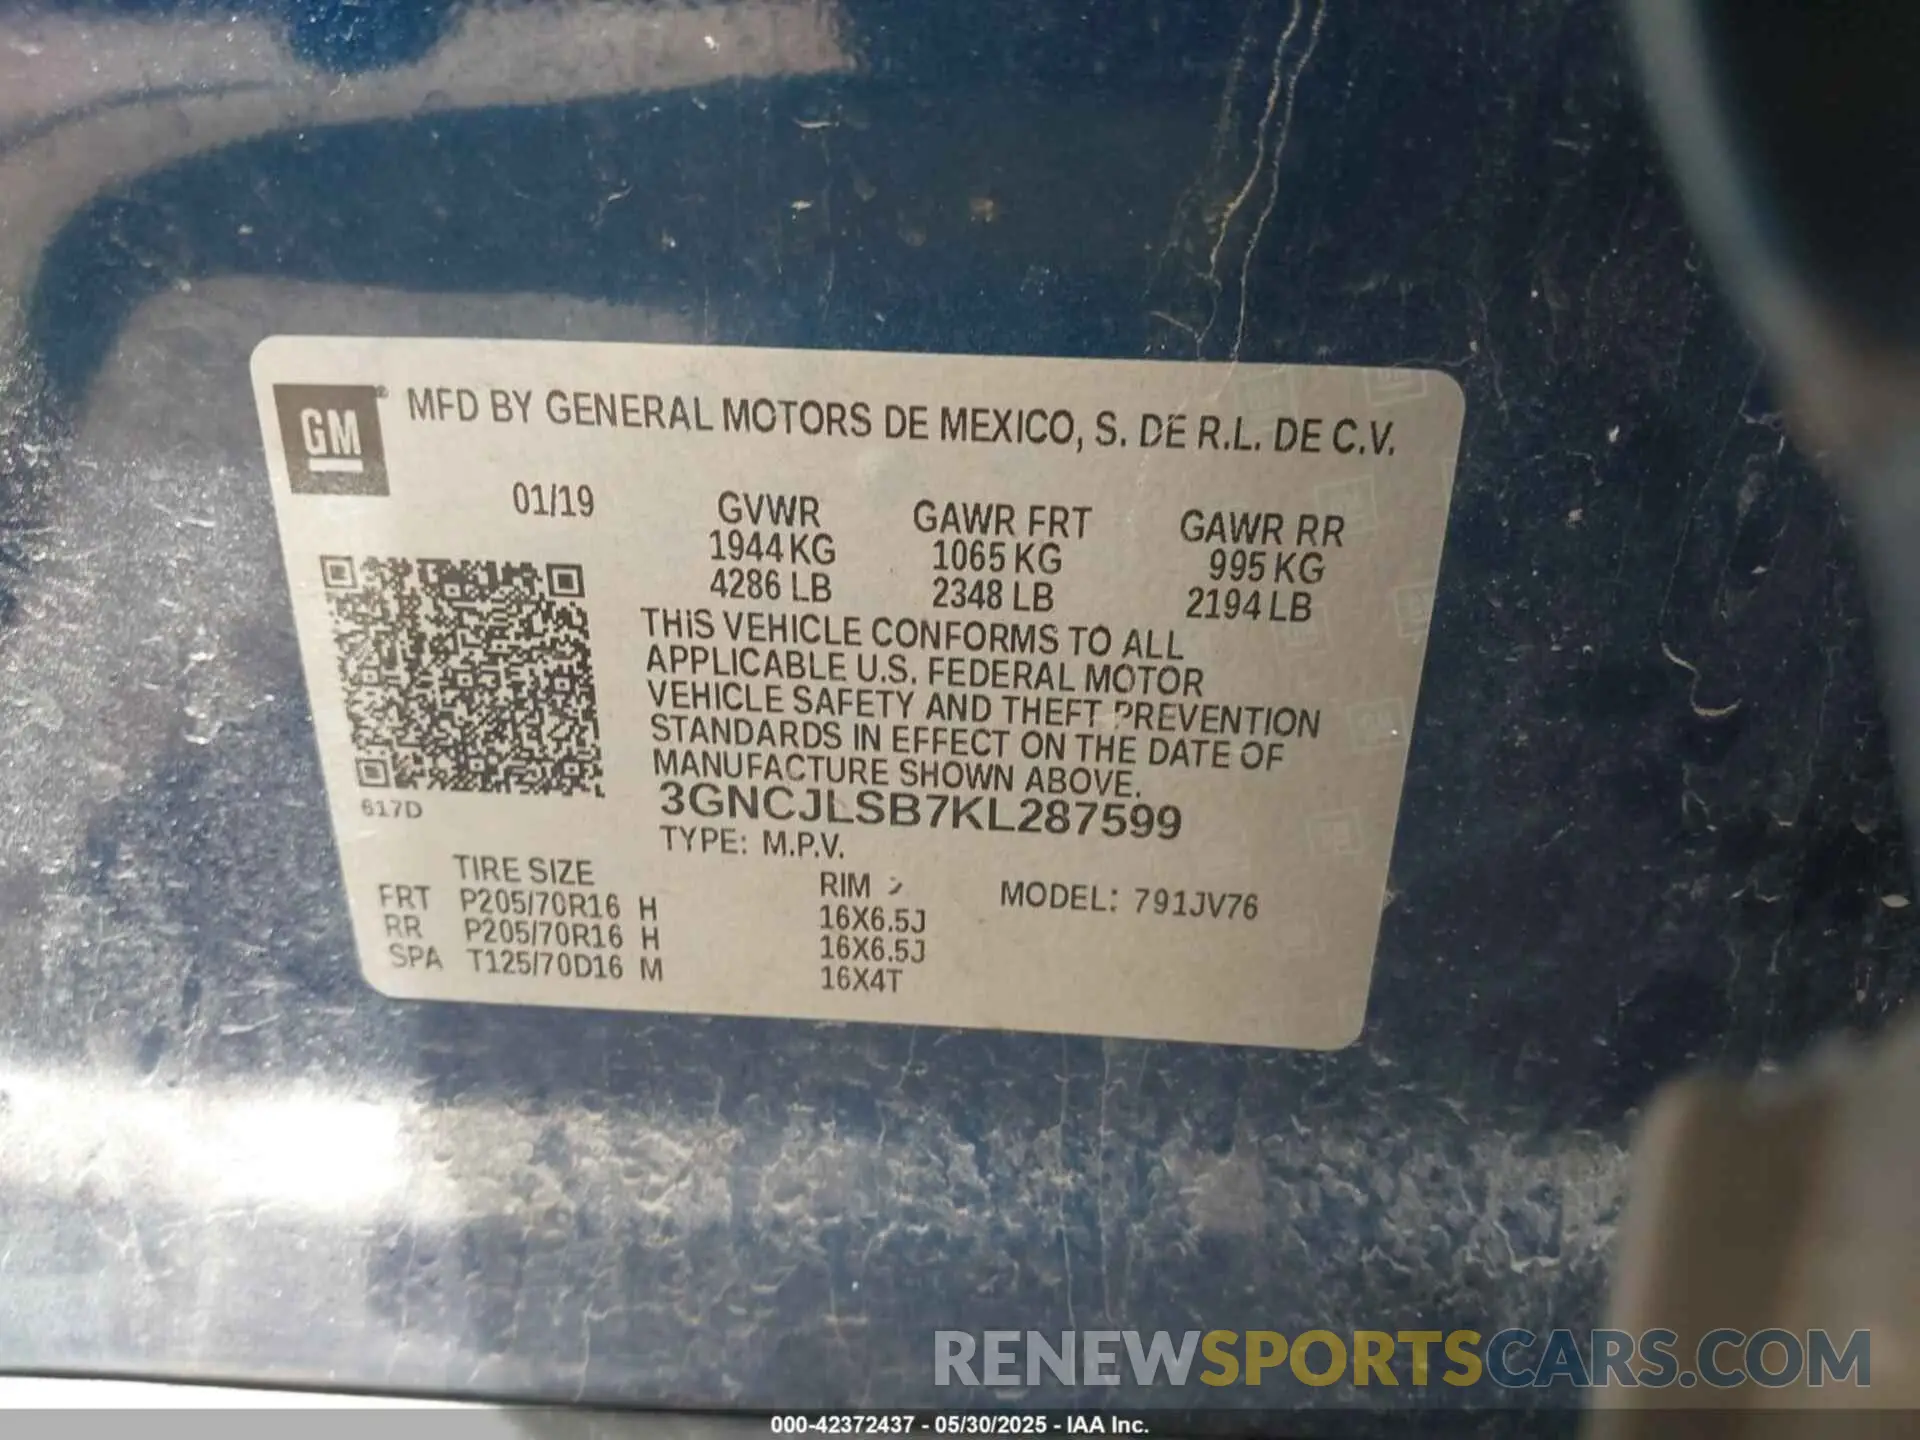 GM® MFD BY GENERAL MOTORS DE MEXICO, S. DE R.L. DE C.V.
01/19 GVWR GAWR FRT GAWR RR
1944 KG 1065 KG 995 KG
4286 LB 2348 LB 2194 LB
THIS VEHICLE CONFORMS TO ALL
APPLICABLE U.S. FEDERAL MOTOR
VEHICLE SAFETY AND THEFT PREVENTION
STANDARDS IN EFFECT ON THE DATE OF
MANUFACTURE SHOWN ABOVE.
617D 3GNCJLSB7KL287599
TYPE: M.P.V.
TIRE SIZE RIM MODEL: 791JV76
FRT P205/70R16 H 16X6.5J
RR P205/70R16 H 16X6.5J
SPA T125/70D16 M 16X4T
RENEWSPORTSCARS.COM
000-42372437 - 05/30/2025 - IAA Inc.